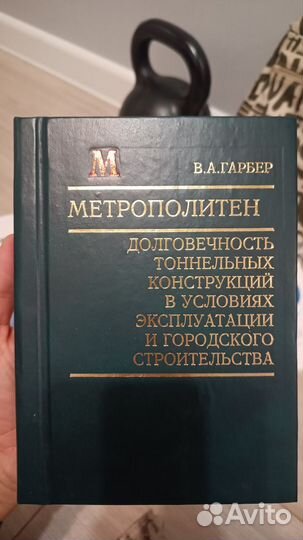 М
В.А.ГАРБЕР
МЕТРОПОЛИТЕН
ДОЛГОВЕЧНОСТЬ
ТОННЕЛЬНЫХ
КОНСТРУКЦИЙ
В УСЛОВИЯХ
ЭКСПЛУАТАЦИИ
И ГОРОДСКОГО
СТРОИТЕЛЬСТВА
Avito